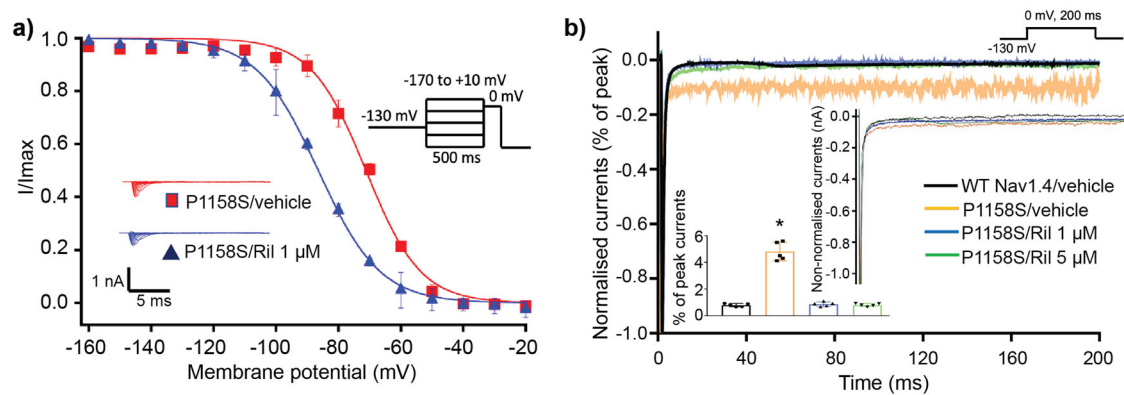 a)
1.0
0.8
0.6
0.4
0.2
0.0
I/Imax
-160
-140
-120
-100
-80
-60
-40
-20
Membrane potential (mV)
-170 to +10 mV
0 mV
-130 mV
500 ms
P1158S/vehicle
P1158S/Ril 1 µM
1 nA
5 ms
b)
0 mV, 200 ms
-130 mV
0.0
-0.2
-0.4
-0.6
-0.8
-1.0
Normalised currents (% of peak)
0
40
80
120
160
200
Time (ms)
% of peak currents
6
4
2
0
*
Non-normalised currents (nA)
0.0
-0.2
-0.4
-0.6
-0.8
-1.0
WT Nav1.4/vehicle
P1158S/vehicle
P1158S/Ril 1 µM
P1158S/Ril 5 µM